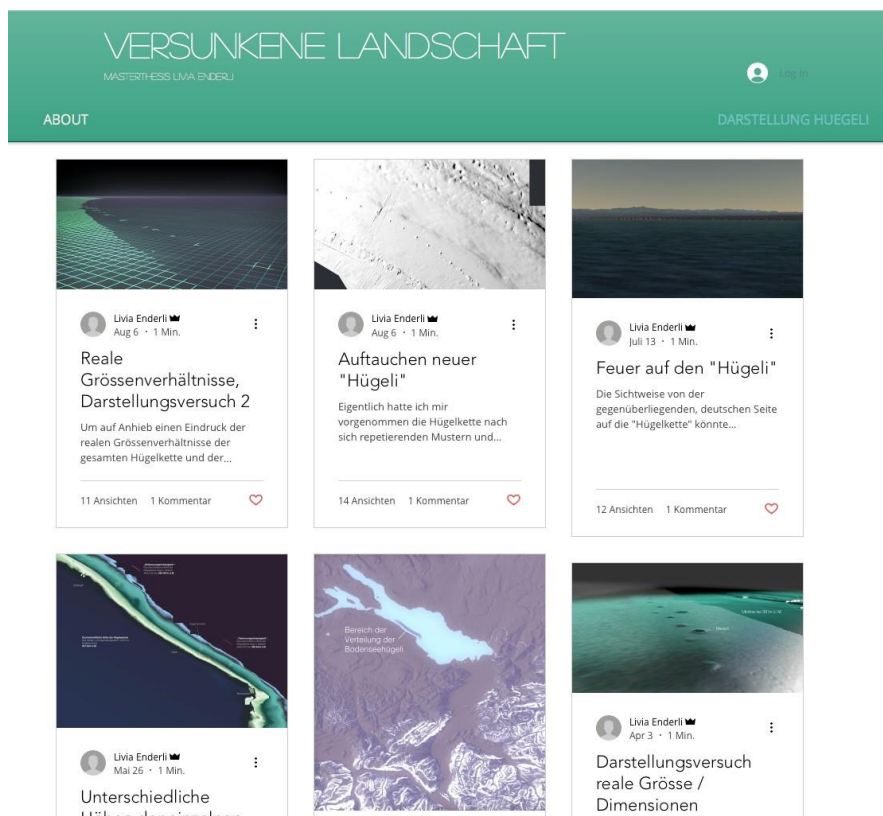 VERSUNKENE LANDSCHAFT
MASTERTHESIS LIVIA ENDERLI
Log In
ABOUT
DARSTELLUNG HUEGELI
Livia Enderli
Aug 6 · 1 Min.
Reale
Grössenverhältnisse,
Darstellungsversuch 2
Um auf Anhieb einen Eindruck der
realen Grössenverhältnisse der
gesamten Hügelkette und der...
11 Ansichten 1 Kommentar
Livia Enderli
Aug 6 · 1 Min.
Auftauchen neuer
"Hügeli"
Eigentlich hatte ich mir
vorgenommen die Hügelkette nach
sich repetierenden Mustern und...
14 Ansichten 1 Kommentar
Livia Enderli
Juli 13 · 1 Min.
Feuer auf den "Hügeli"
Die Sichtweise von der
gegenüberliegenden, deutschen Seite
auf die "Hügelkette" könnte...
12 Ansichten 1 Kommentar
Livia Enderli
Mai 26 · 1 Min.
Unterschiedliche
Bereich der
Verteilung der
Bodenseehügeli
Livia Enderli
Apr 3 · 1 Min.
Darstellungsversuch
reale Grösse /
Dimensionen